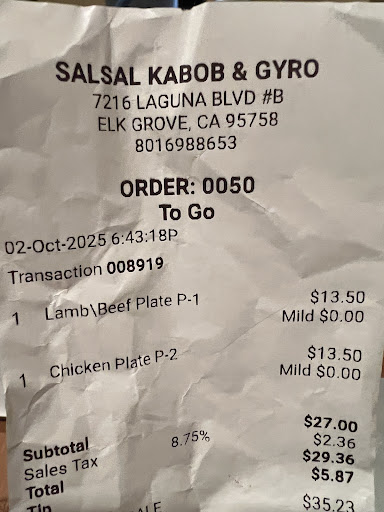 SALSAL KABOB & GYRO
7216 LAGUNA BLVD #B
ELK GROVE, CA 95758
8016988653
ORDER: 0050
To Go
02-Oct-2025 6:43:18P
Transaction 008919
1 Lamb\Beef Plate P-1 $13.50
Mild $0.00
1 Chicken Plate P-2 $13.50
Mild $0.00
Subtotal $27.00
Sales Tax 8.75% $2.36
Total $29.36
Tip $5.87
$35.23